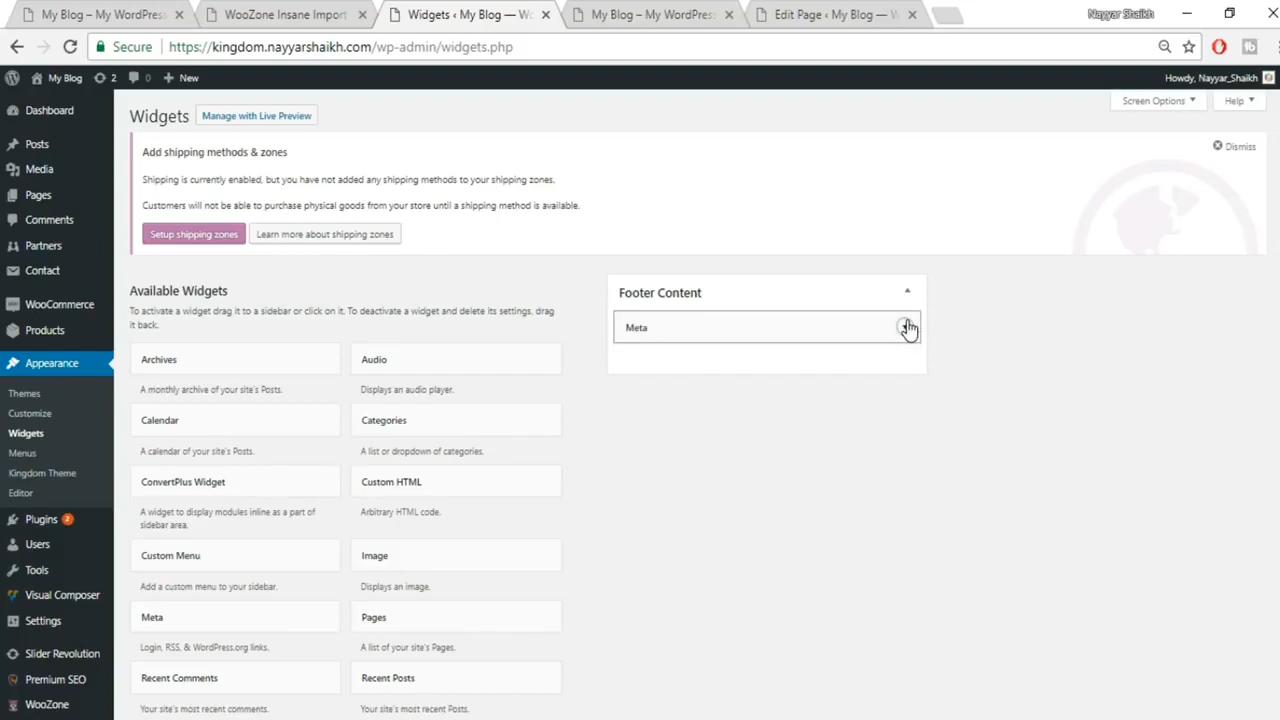 My Blog – My WordPress
WooZone Insane Import
Widgets ‹ My Blog — Wo
My Blog – My WordPress
Edit Page ‹ My Blog — W
Nayyar Shaikh
Secure
https://kingdom.nayyarshaikh.com/wp-admin/widgets.php
My Blog
2
0
New
Howdy, Nayyar_Shaikh
Dashboard
Posts
Media
Pages
Comments
Partners
Contact
WooCommerce
Products
Appearance
Themes
Customize
Widgets
Menus
Kingdom Theme
Editor
Plugins 2
Users
Tools
Visual Composer
Settings
Slider Revolution
Premium SEO
WooZone
Screen Options
Help
Widgets
Manage with Live Preview
Add shipping methods & zones
Dismiss
Shipping is currently enabled, but you have not added any shipping methods to your shipping zones.
Customers will not be able to purchase physical goods from your store until a shipping method is available.
Setup shipping zones
Learn more about shipping zones
Available Widgets
To activate a widget drag it to a sidebar or click on it. To deactivate a widget and delete its settings, drag
it back.
Archives
A monthly archive of your site's Posts.
Audio
Displays an audio player.
Calendar
A calendar of your site's Posts.
Categories
A list or dropdown of categories.
ConvertPlus Widget
A widget to display modules inline as a part of
sidebar area.
Custom HTML
Arbitrary HTML code.
Custom Menu
Add a custom menu to your sidebar.
Image
Displays an image.
Meta
Login, RSS, & WordPress.org links.
Pages
A list of your site's Pages.
Recent Comments
Your site's most recent comments.
Recent Posts
Your site's most recent Posts.
Footer Content
Meta